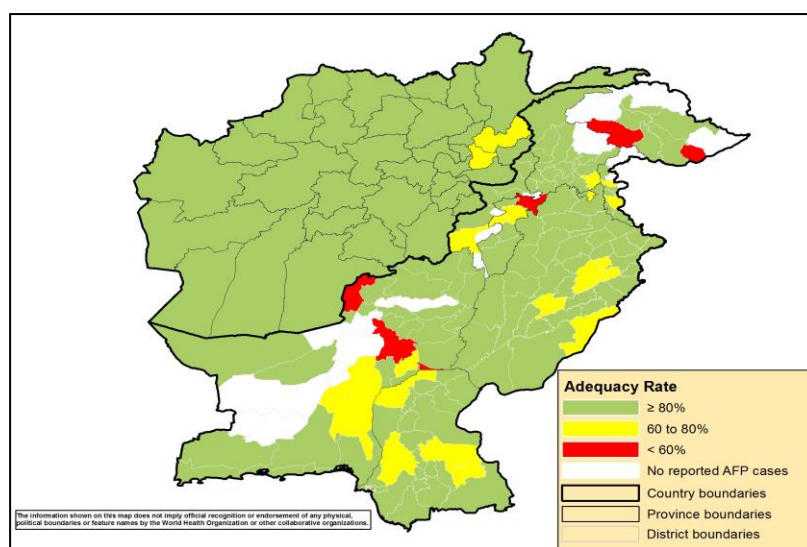 Adequacy Rate
≥ 80%
60 to 80%
< 60%
No reported AFP cases
Country boundaries
Province boundaries
District boundaries
The information shown on this map does not imply official recognition or endorsement of any physical,
political boundaries or feature names by the World Health Organization or other collaborative organizations.